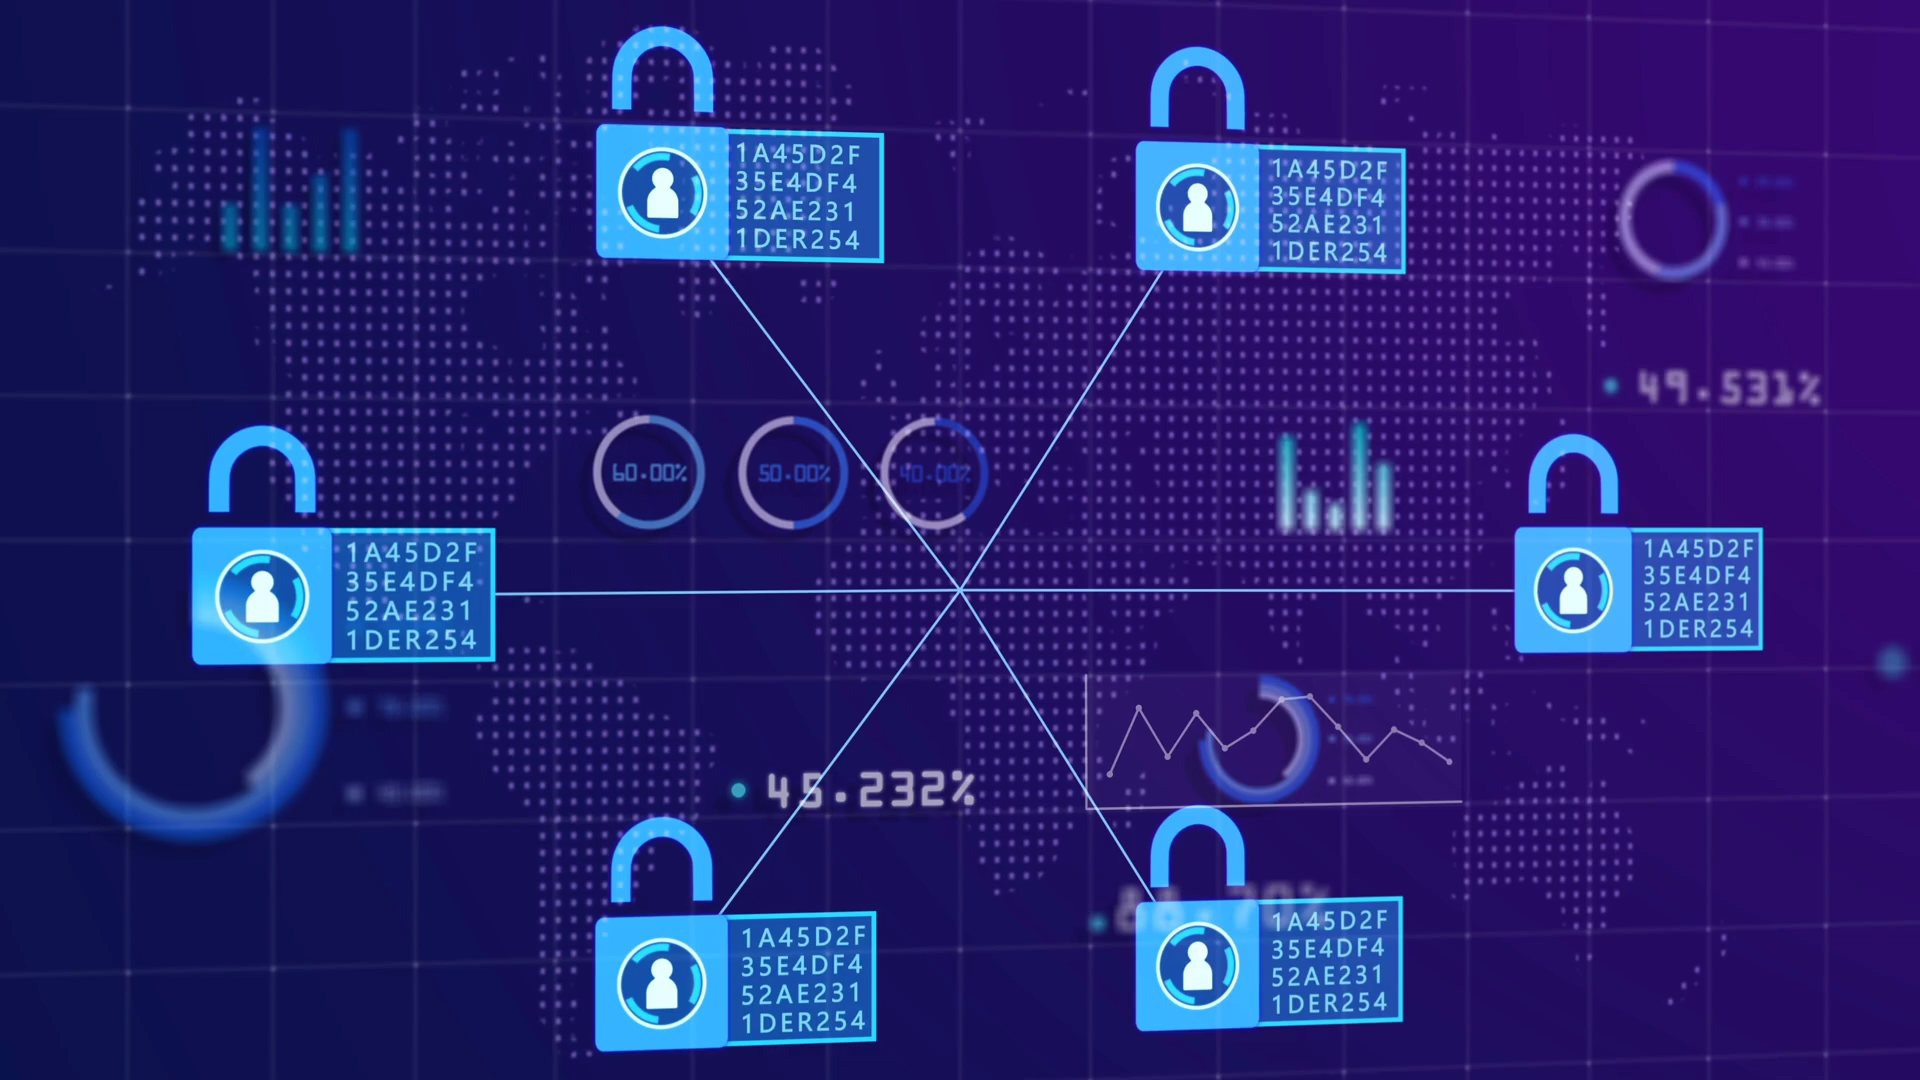 1A45D2F
35E4DF4
52AE231
1DER254
1A45D2F
35E4DF4
52AE231
1DER254
49.531%
60.00%
50.00%
40.00%
1A45D2F
35E4DF4
52AE231
1DER254
1A45D2F
35E4DF4
52AE231
1DER254
45.232%
1A45D2F
35E4DF4
52AE231
1DER254
1A45D2F
35E4DF4
52AE231
1DER254